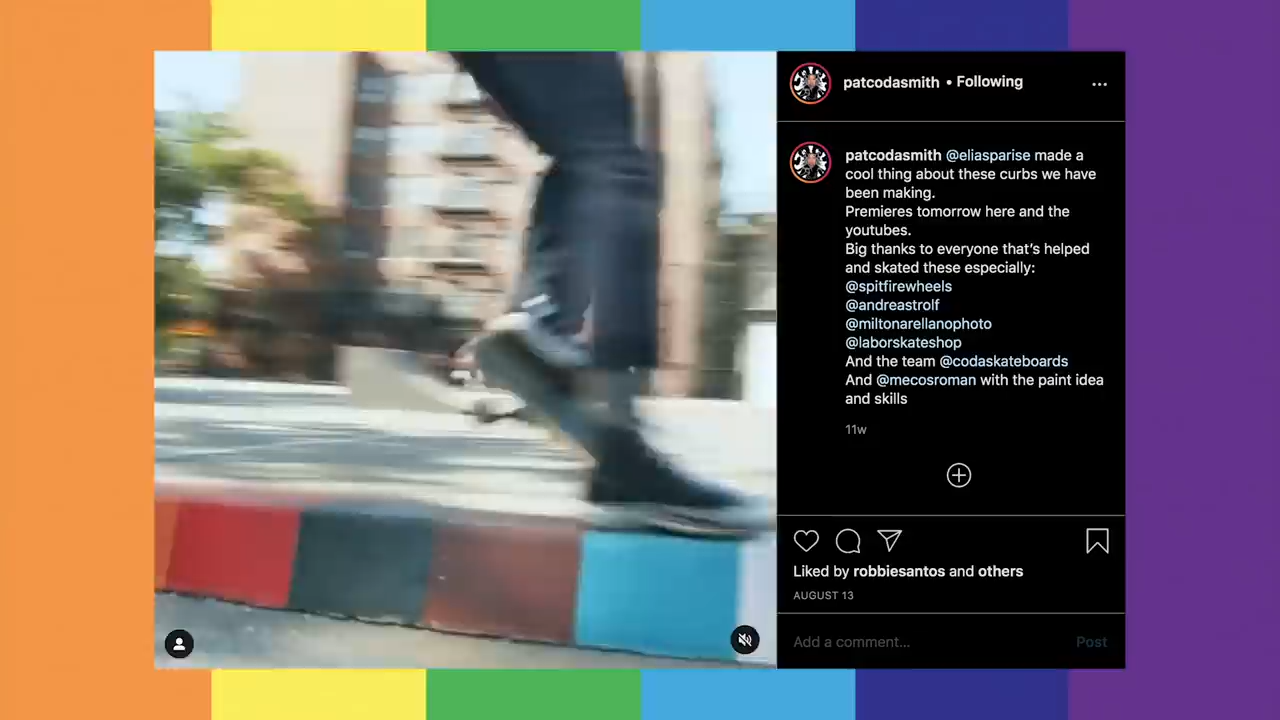 patcodasmith • Following
patcodasmith @eliasparise made a
cool thing about these curbs we have
been making.
Premieres tomorrow here and the
youtubes.
Big thanks to everyone that's helped
and skated these especially:
@spitfirewheels
@andreastrolf
@miltonarellanophoto
@laborskateshop
And the team @codaskateboards
And @mecosroman with the paint idea
and skills
11w
Liked by robbiesantos and others
AUGUST 13
Add a comment...
Post